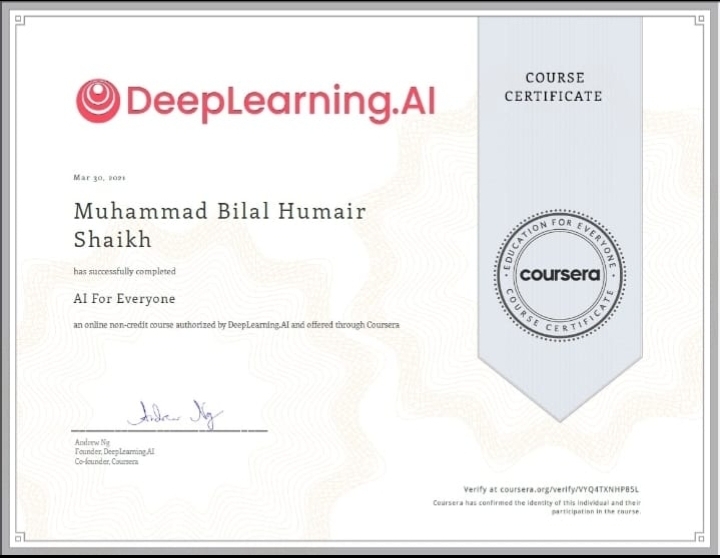 DeepLearning.AI
COURSE
CERTIFICATE
Mar 30, 2021
Muhammad Bilal Humair
Shaikh
has successfully completed
AI For Everyone
an online non-credit course authorized by DeepLearning.AI and offered through Coursera
EDUCATION FOR EVERYONE
coursera
COURSE CERTIFICATE
Andrew Ng
Andrew Ng
Founder, DeepLearning.AI
Co-founder, Coursera
Verify at coursera.org/verify/VYQ4TXNHP85L
Coursera has confirmed the identity of this individual and their
participation in the course.